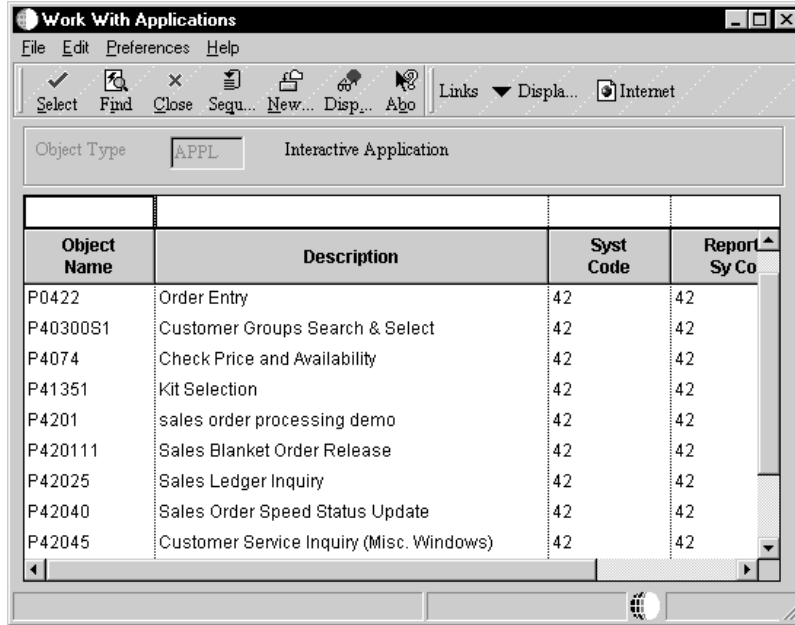 Work With Applications
File Edit Preferences Help
Select Find Close Sequ... New... Disp... Abo Links Displa... Internet
Object Type APPL Interactive Application
Object Name Description Syst Code Report Sy Co
P0422 Order Entry 42 42
P40300S1 Customer Groups Search & Select 42 42
P4074 Check Price and Availability 42 42
P41351 Kit Selection 42 42
P4201 sales order processing demo 42 42
P420111 Sales Blanket Order Release 42 42
P42025 Sales Ledger Inquiry 42 42
P42040 Sales Order Speed Status Update 42 42
P42045 Customer Service Inquiry (Misc. Windows) 42 42